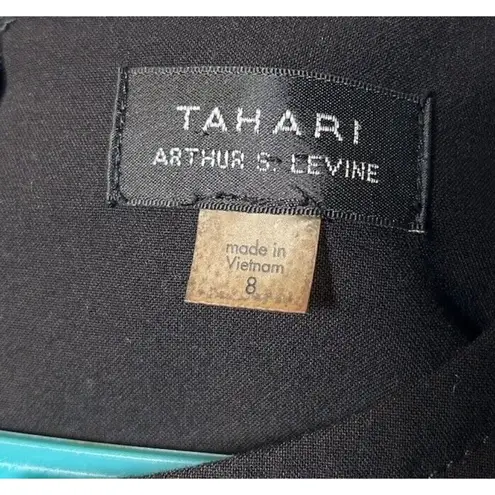 TAHARI
ARTHUR S. LEVINE
made in
Vietnam
8